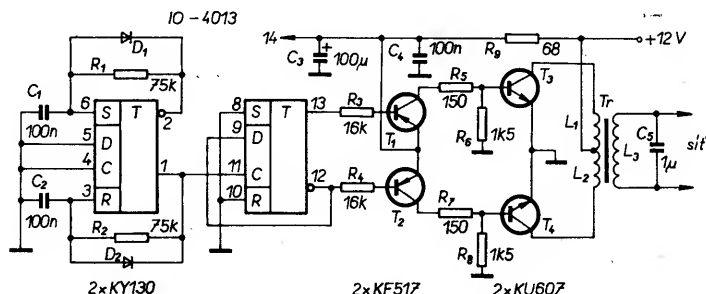 IO-4013
14
+12 V
D1
C3
100µ
C4
100n
R9
68
R1
75k
C1
100n
6
S
T
2
5
D
4
C
1
3
R
C2
100n
R2
75k
D2
8
S
T
13
9
D
11
C
12
10
R
R3
16k
R4
16k
T1
T2
R5
150
R6
1k5
R7
150
R8
1k5
T3
T4
Tr
L1
L2
L3
C5
1µ
síť
2×KY130
2×KF517
2×KU607